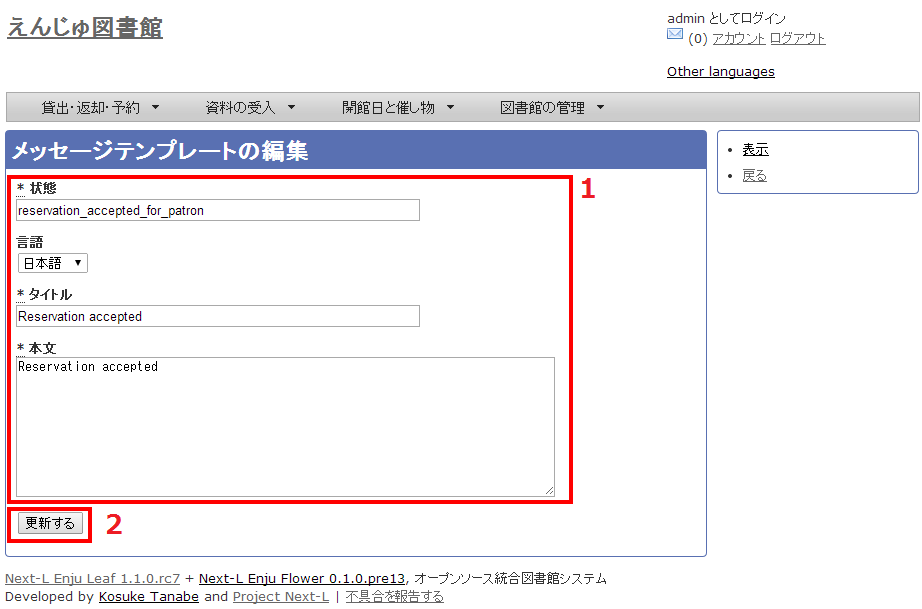 えんじゅ図書館
admin としてログイン
(0) アカウント ログアウト
Other languages
貸出・返却・予約 ▼ 資料の受入 ▼ 開館日と催し物 ▼ 図書館の管理 ▼
メッセージテンプレートの編集
• 表示
• 戻る
* 状態
1
reservation_accepted_for_patron
言語
日本語 ▼
* タイトル
Reservation accepted
* 本文
Reservation accepted
更新する
2
Next-L Enju Leaf 1.1.0.rc7 + Next-L Enju Flower 0.1.0.pre13, オープンソース統合図書館システム
Developed by Kosuke Tanabe and Project Next-L | 不具合を報告する